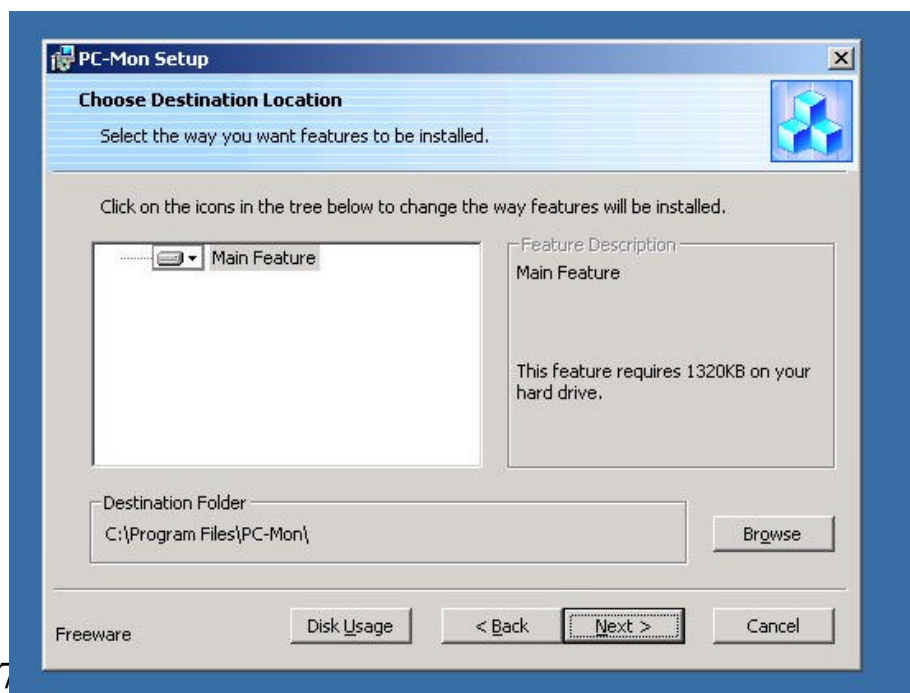 PC-Mon Setup
Choose Destination Location
Select the way you want features to be installed.
Click on the icons in the tree below to change the way features will be installed.
Main Feature
Feature Description
Main Feature
This feature requires 1320KB on your
hard drive.
Destination Folder
C:\Program Files\PC-Mon\
Browse
Freeware
Disk Usage
< Back
Next >
Cancel